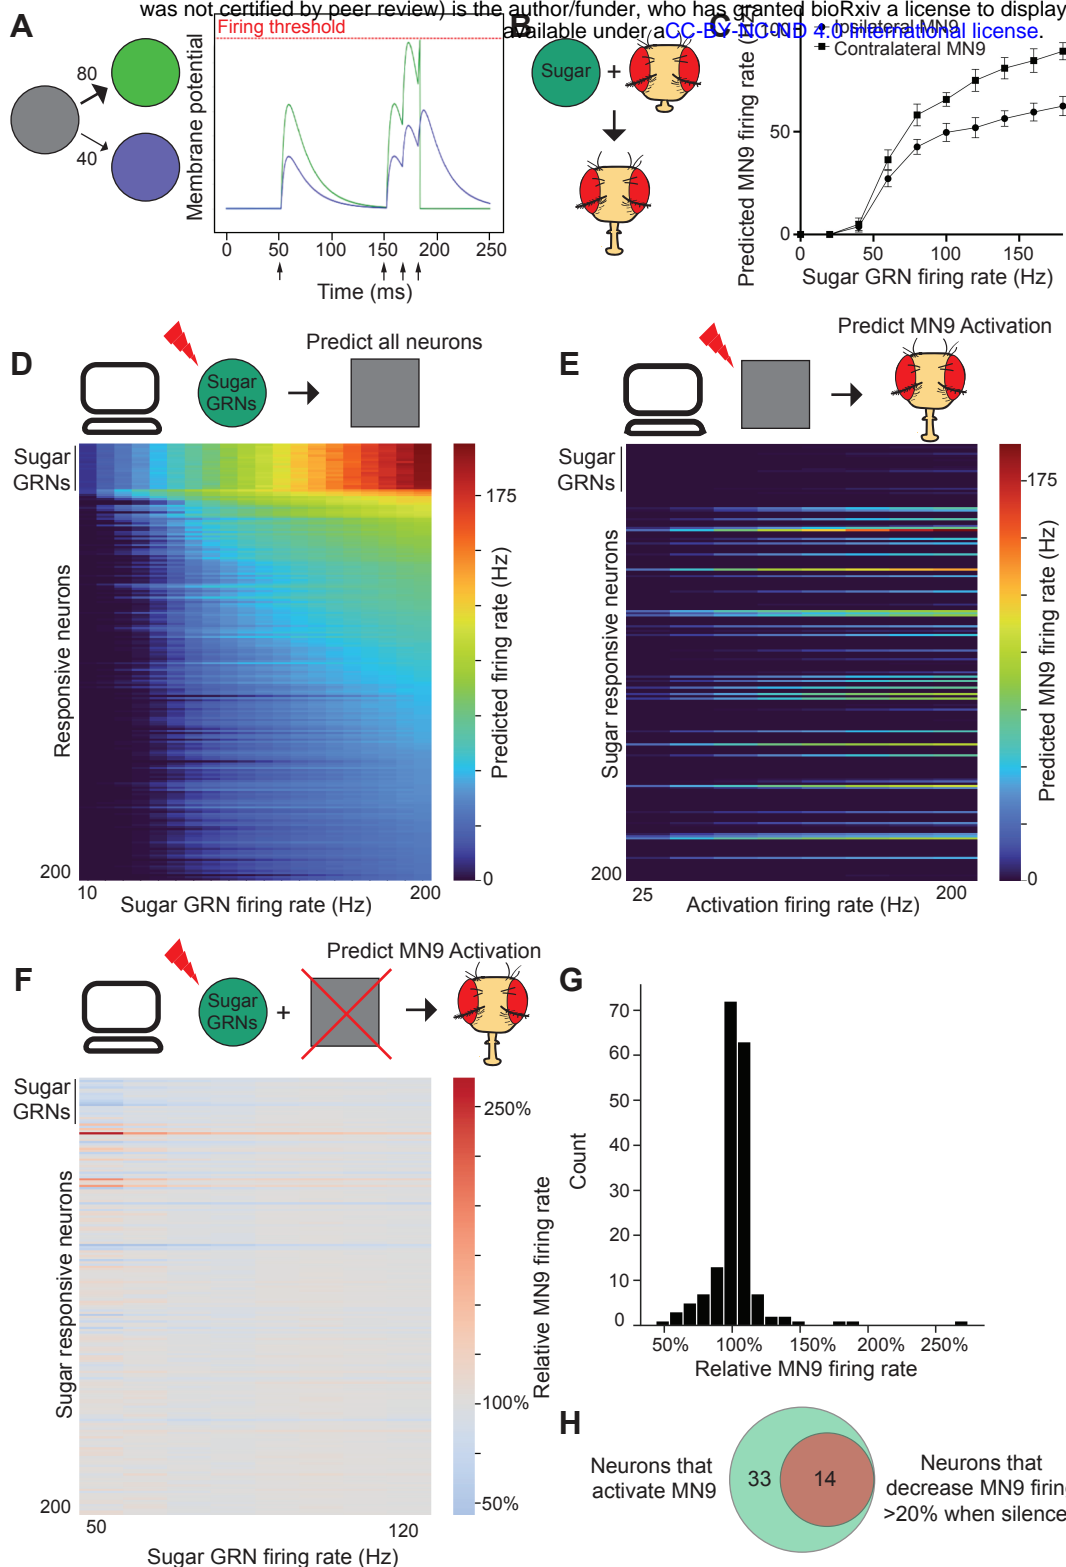 was not certified by peer review) is the author/funder, who has granted bioRxiv a license to display
available under a CC-BY-NC-ND 4.0 International license.
A
80
40
Membrane potential
Firing threshold
0 50 100 150 200 250
Time (ms)
B
Sugar
+
C
Predicted MN9 firing rate (Hz)
100
50
0
Ipsilateral MN9
Contralateral MN9
0 50 100 150
Sugar GRN firing rate (Hz)
D
Sugar
GRNs
Predict all neurons
Sugar
GRNs
Responsive neurons
200
10 200
Sugar GRN firing rate (Hz)
175
0
Predicted firing rate (Hz)
E
Predict MN9 Activation
Sugar
GRNs
Sugar responsive neurons
200
25 200
Activation firing rate (Hz)
175
0
Predicted MN9 firing rate (Hz)
F
Sugar
GRNs
+
Predict MN9 Activation
Sugar
GRNs
Sugar responsive neurons
200
50 120
Sugar GRN firing rate (Hz)
250%
100%
50%
Relative MN9 firing rate
G
Count
70
60
50
40
30
20
10
0
50% 100% 150% 200% 250%
Relative MN9 firing rate
H
Neurons that
activate MN9
33
14
Neurons that
decrease MN9 firin
>20% when silence